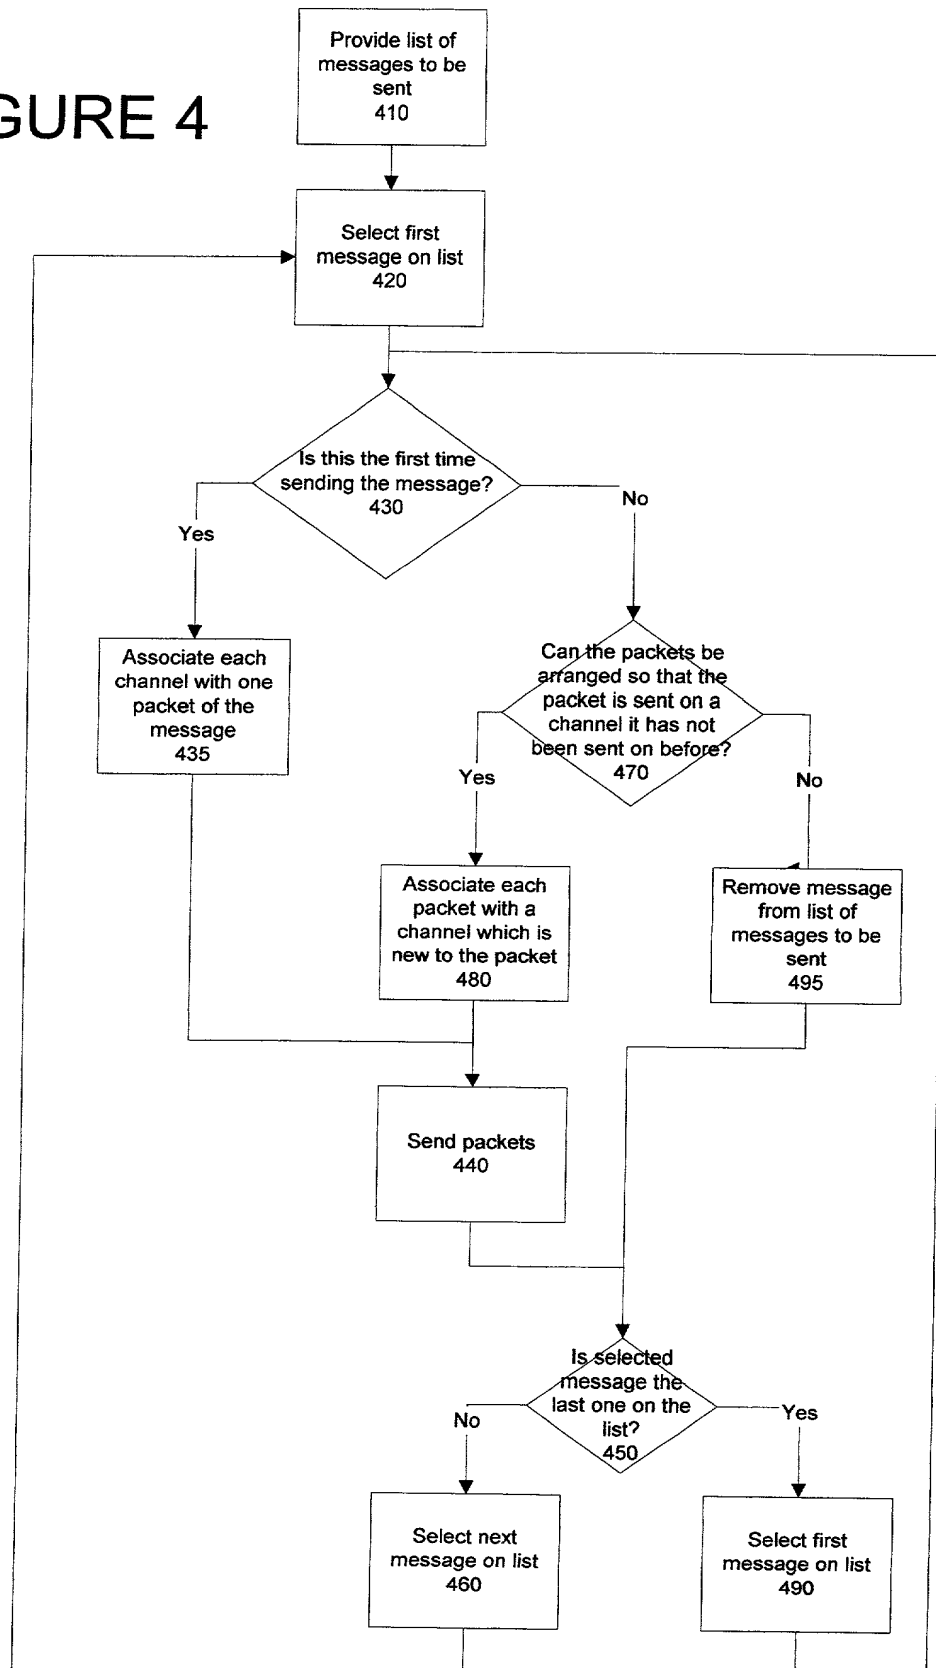 Provide list of
messages to be
sent
410
GURE 4
Select first
message on list
420
Is this the first time
sending the message?
430
Yes
No
Associate each
channel with one
packet of the
message
435
Can the packets be
arranged so that the
packet is sent on a
channel it has not
been sent on before?
470
Yes
No
Associate each
packet with a
channel which is
new to the packet
480
Remove message
from list of
messages to be
sent
495
Send packets
440
Is selected
message the
last one on the
list?
450
No
Yes
Select next
message on list
460
Select first
message on list
490